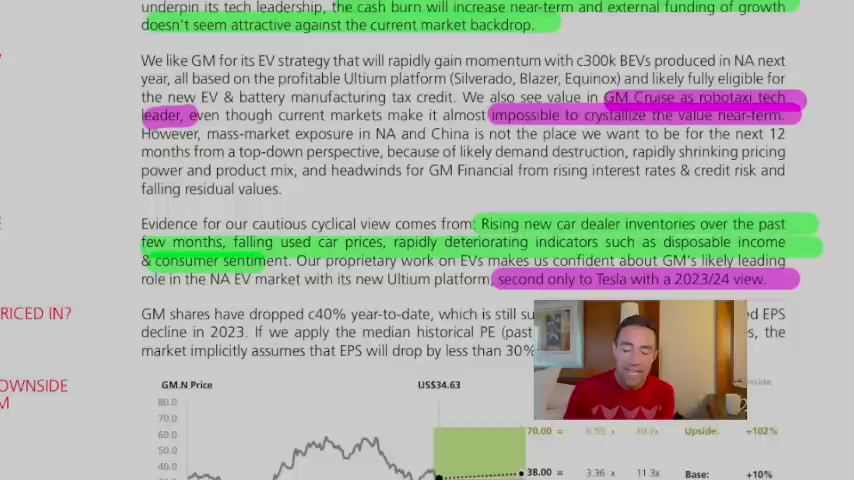 underpin its tech leadership, the cash burn will increase near-term and external funding of growth
doesn't seem attractive against the current market backdrop.
We like GM for its EV strategy that will rapidly gain momentum with c300k BEVs produced in NA next
year, all based on the profitable Ultium platform (Silverado, Blazer, Equinox) and likely fully eligible for
the new EV & battery manufacturing tax credit. We also see value in GM Cruise as robotaxi tech
leader, even though current markets make it almost impossible to crystallize the value near-term.
However, mass-market exposure in NA and China is not the place we want to be for the next 12
months from a top-down perspective, because of likely demand destruction, rapidly shrinking pricing
power and product mix, and headwinds for GM Financial from rising interest rates & credit risk and
falling residual values.
Evidence for our cautious cyclical view comes from: Rising new car dealer inventories over the past
few months, falling used car prices, rapidly deteriorating indicators such as disposable income
& consumer sentiment. Our proprietary work on EVs makes us confident about GM's likely leading
role in the NA EV market with its new Ultium platform, second only to Tesla with a 2023/24 view.
RICED IN?
GM shares have dropped c40% year-to-date, which is still su ed EPS
decline in 2023. If we apply the median historical PE (past s, the
market implicitly assumes that EPS will drop by less than 30%
OWNSIDE
M
GM.N Price US$34.63
80.0
70.0
60.0
50.0
40.0
30.0
70.00 = 6.55 x Upside: +102%
38.00 = 3.36 x 11.3x Base: +10%